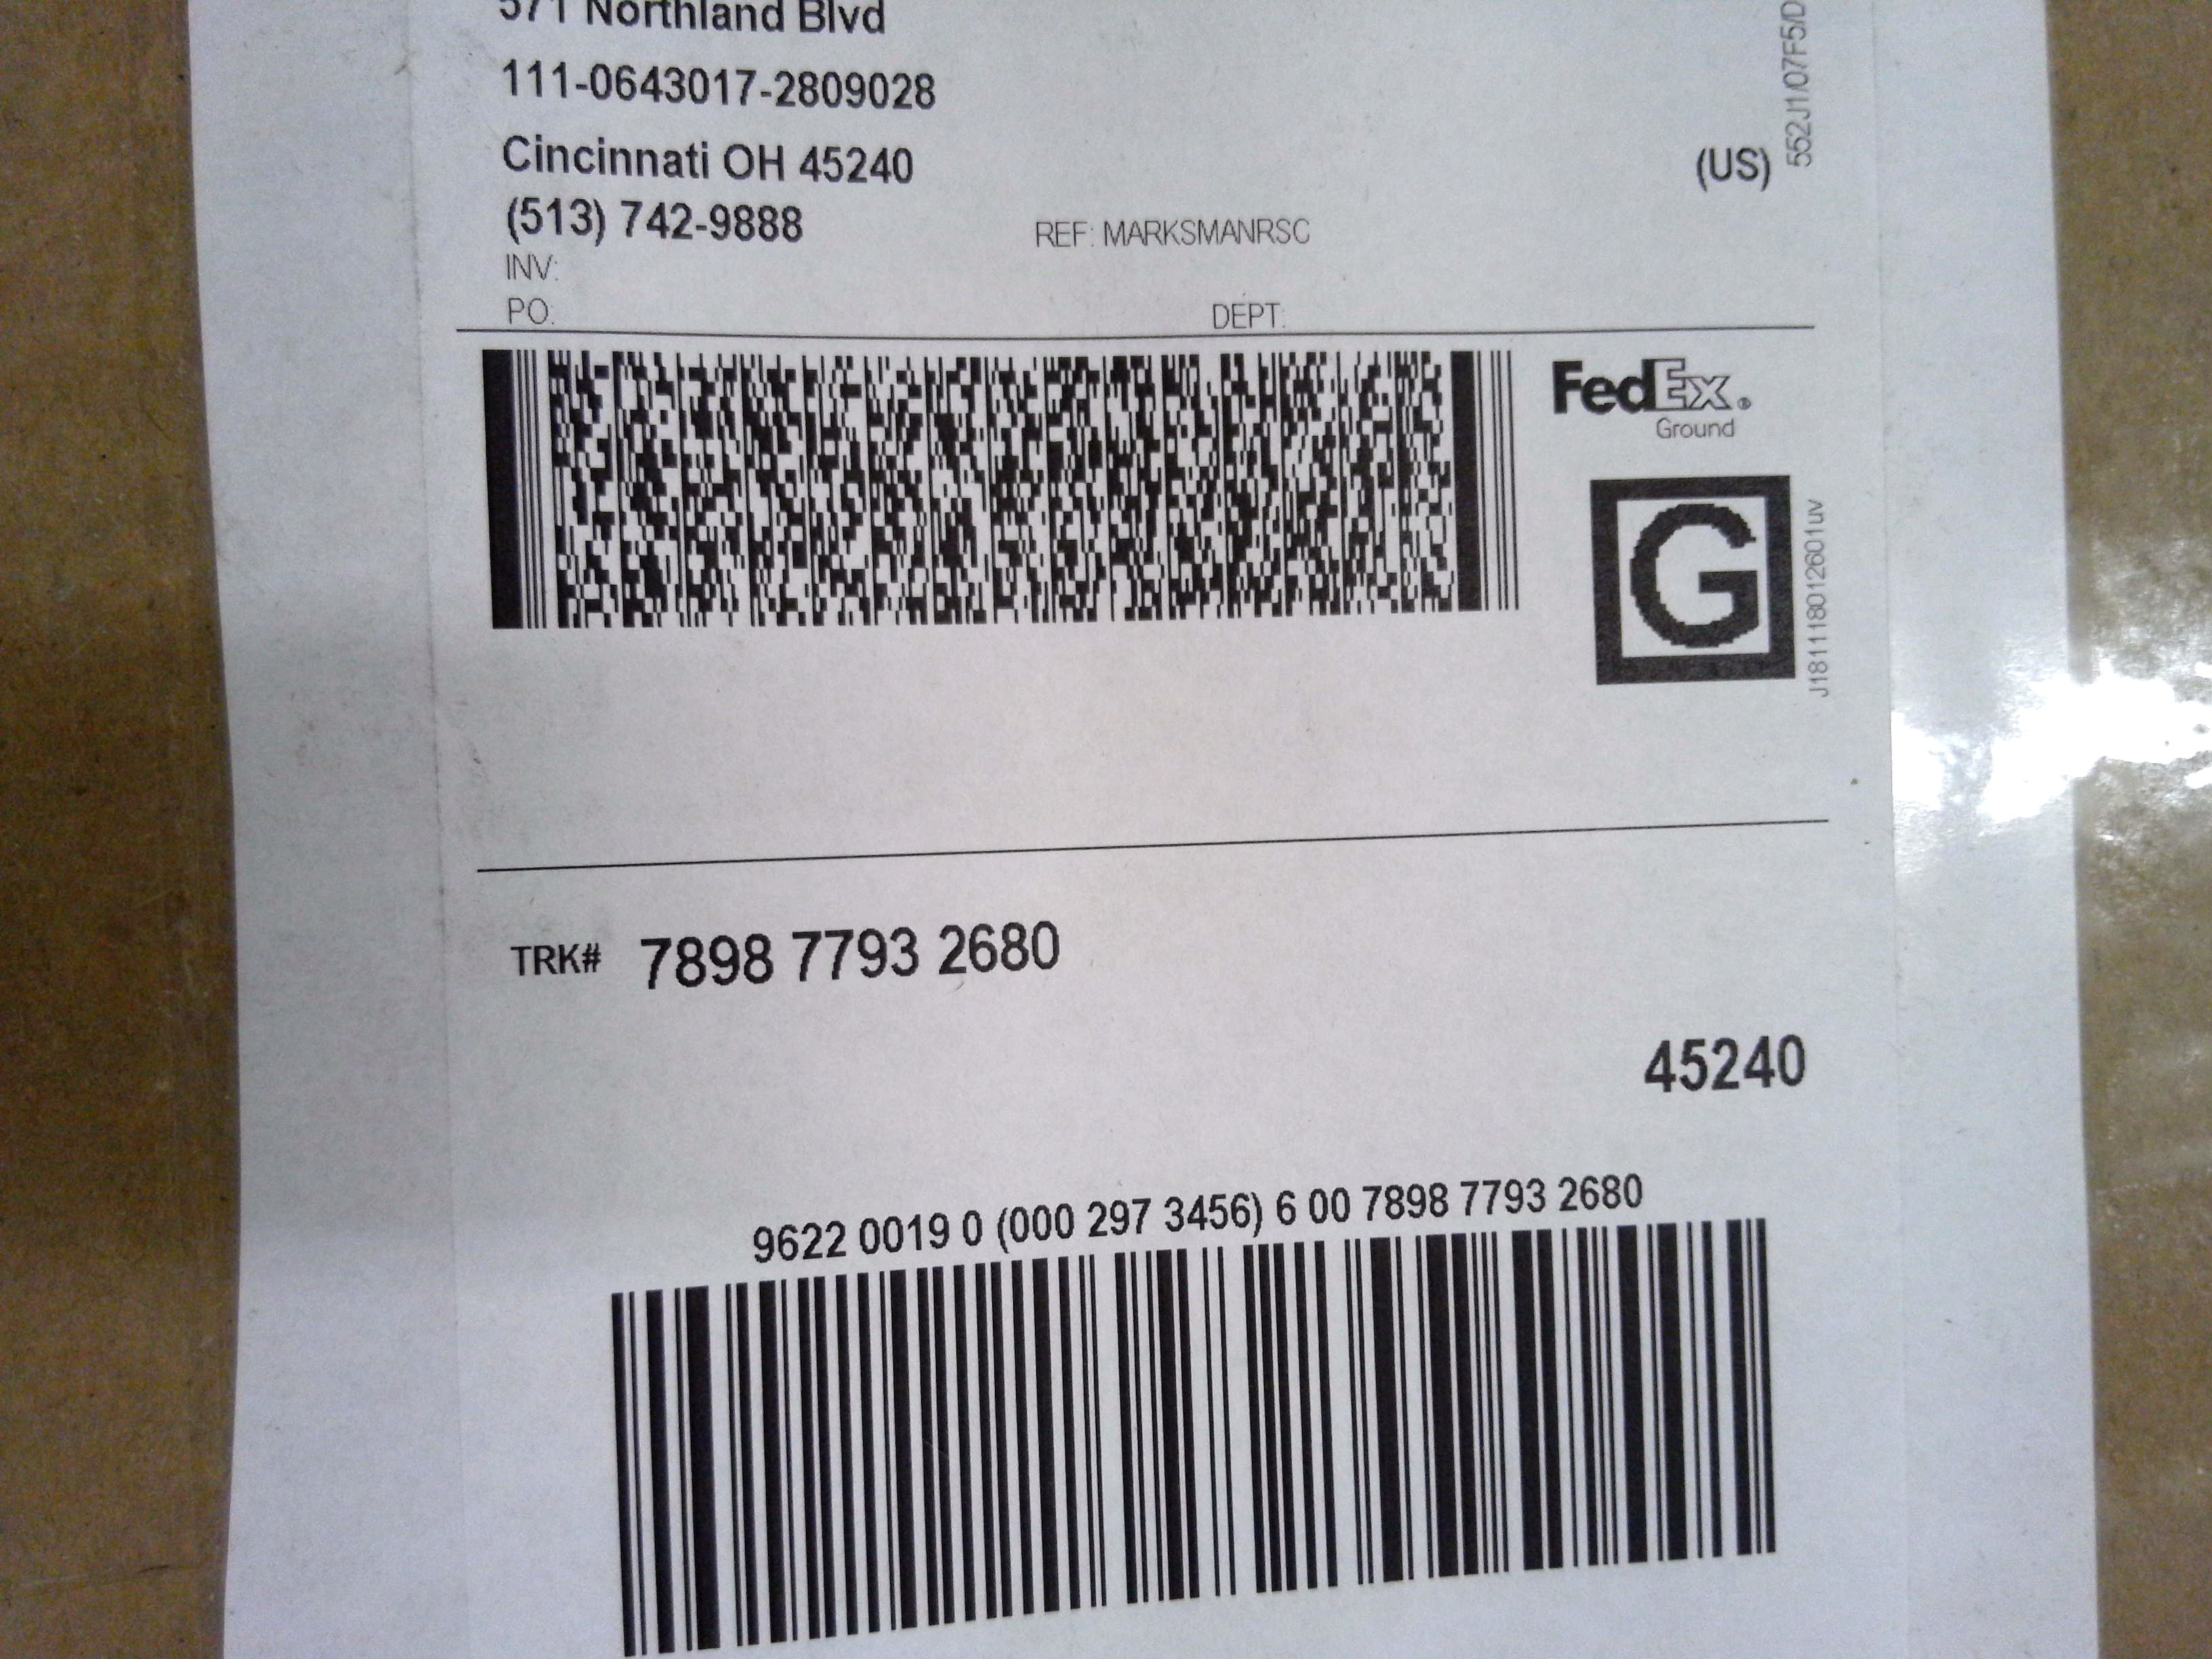 571 Northland Blvd
111-0643017-2809028
Cincinnati OH 45240
(US)
(513) 742-9888
REF: MARKSMANRSC
INV:
PO:
DEPT:
552J1/07F5/D
FedEx®
Ground
G
J181118012601uv
TRK# 7898 7793 2680
45240
9622 0019 0 (000 297 3456) 6 00 7898 7793 2680